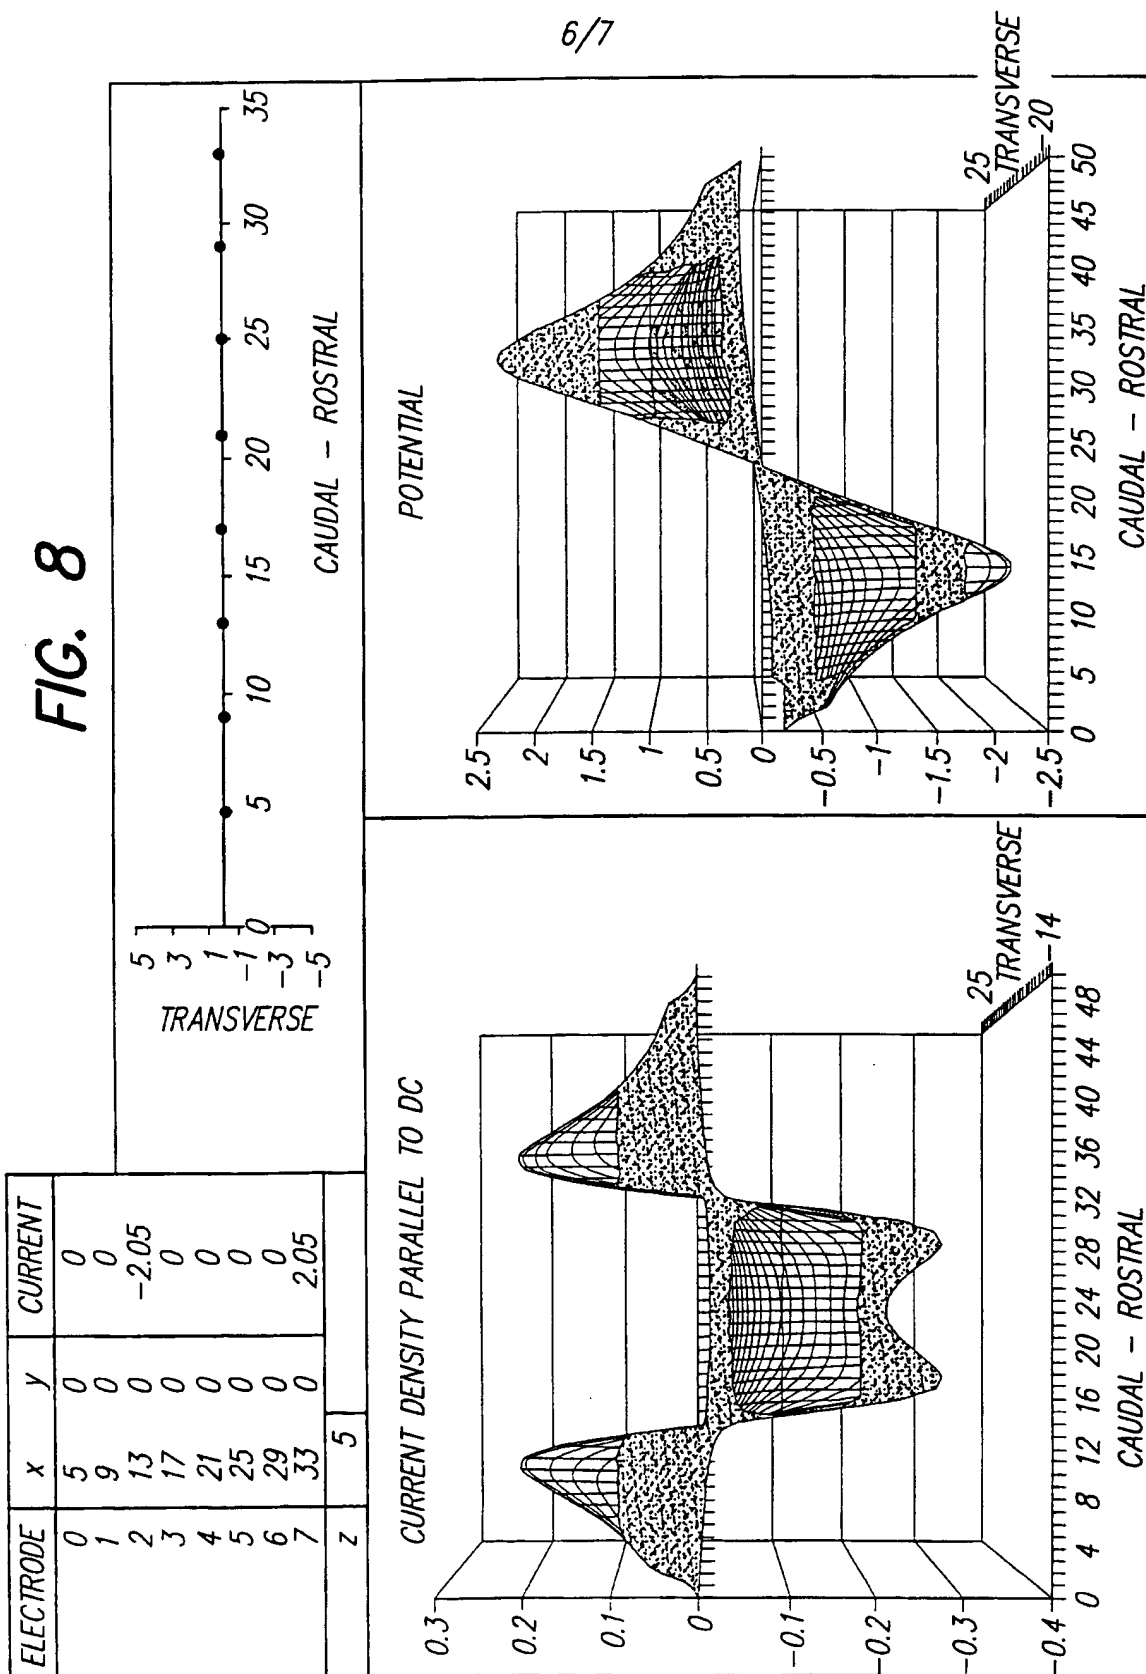 6/7
FIG. 8
ELECTRODE x y CURRENT
0 5 0 0
1 9 0 0
2 13 0 -2.05
3 17 0 0
4 21 0 0
5 25 0 0
6 29 0 0
7 33 0 2.05
z 5
5
3
1
-1
-3
-5
TRANSVERSE
0 5 10 15 20 25 30 35
CAUDAL – ROSTRAL
CURRENT DENSITY PARALLEL TO DC
0.3
0.2
0.1
0
-0.1
-0.2
-0.3
-0.4
0 4 8 12 16 20 24 28 32 36 40 44 48
CAUDAL – ROSTRAL
25
TRANSVERSE
-14
POTENTIAL
2.5
2
1.5
1
0.5
0
-0.5
-1
-1.5
-2
-2.5
0 5 10 15 20 25 30 35 40 45 50
CAUDAL – ROSTRAL
25
TRANSVERSE
-20